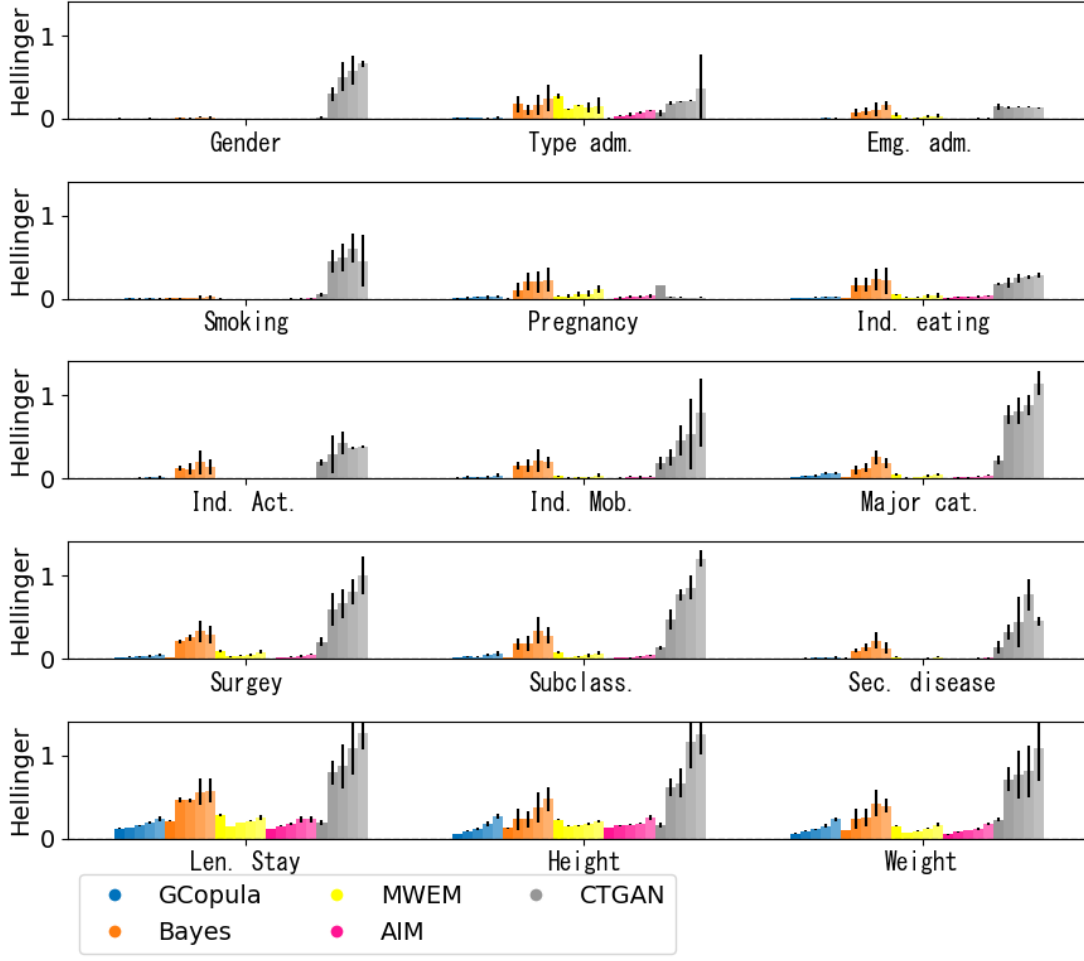 Hellinger
1
0
Gender Type adm. Emg. adm.
Hellinger
1
0
Smoking Pregnancy Ind. eating
Hellinger
1
0
Ind. Act. Ind. Mob. Major cat.
Hellinger
1
0
Surgey Subclass. Sec. disease
Hellinger
1
0
Len. Stay Height Weight
GCopula MWEM CTGAN
Bayes AIM